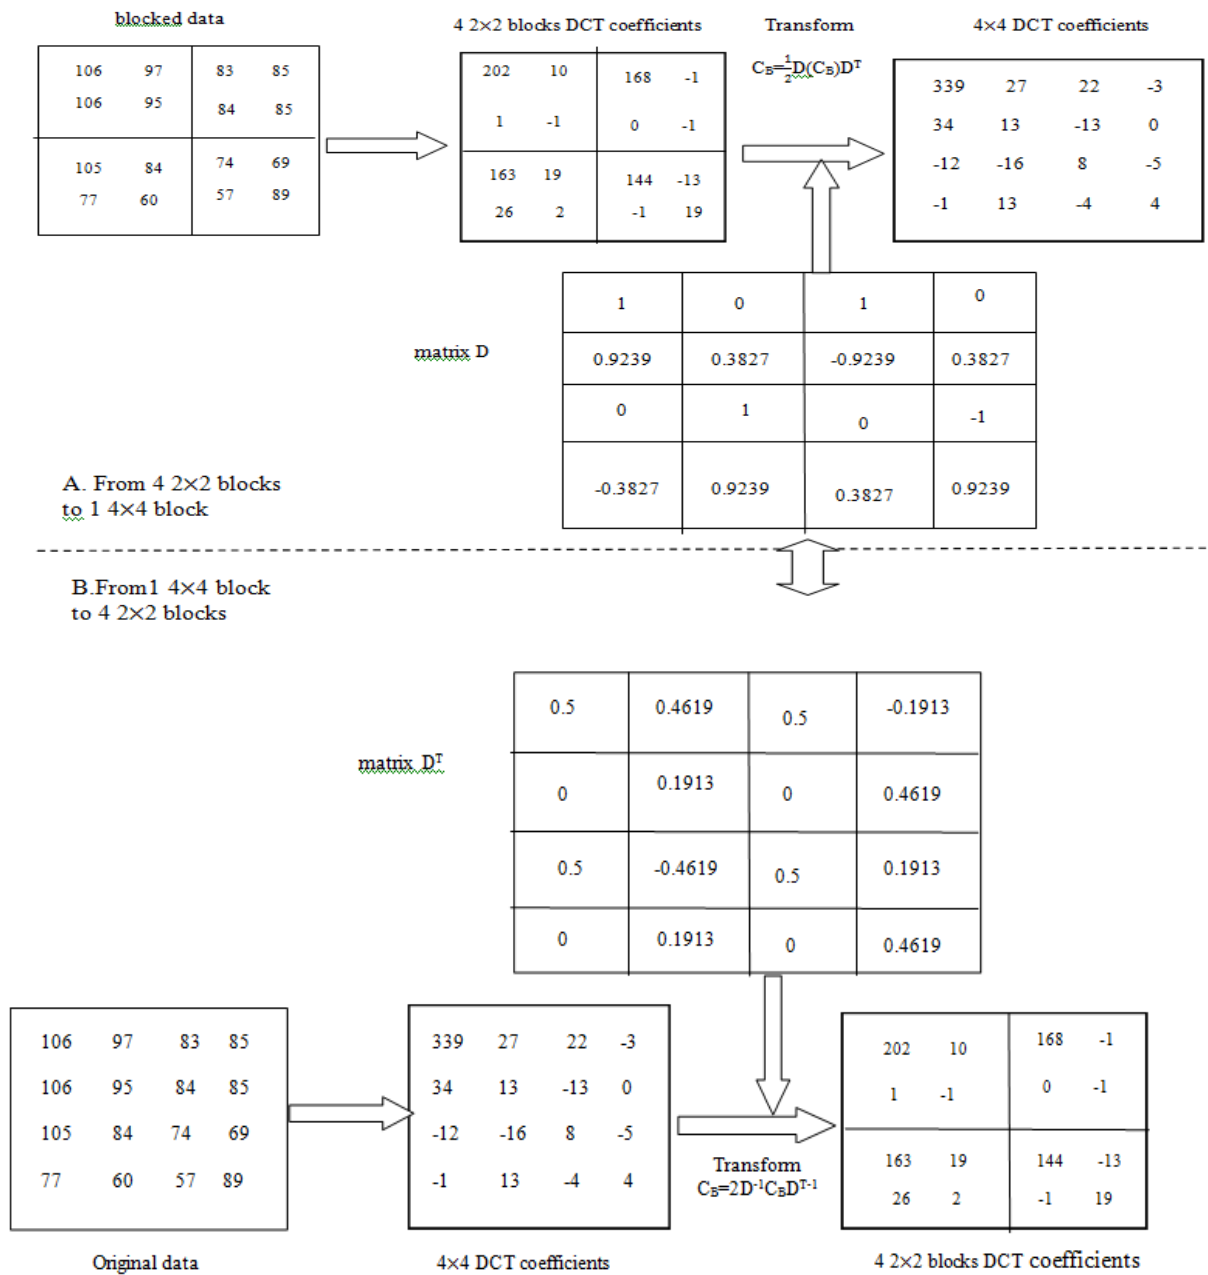 blocked data
4 2×2 blocks DCT coefficients
Transform
4×4 DCT coefficients
C_B=½D(C_B)D^T
106 97 83 85
106 95 84 85
105 84 74 69
77 60 57 89
202 10 168 -1
1 -1 0 -1
163 19 144 -13
26 2 -1 19
339 27 22 -3
34 13 -13 0
-12 -16 8 -5
-1 13 -4 4
matrix D
1 0 1 0
0.9239 0.3827 -0.9239 0.3827
0 1 0 -1
-0.3827 0.9239 0.3827 0.9239
A. From 4 2×2 blocks
to 1 4×4 block
B.From1 4×4 block
to 4 2×2 blocks
matrix D^T
0.5 0.4619 0.5 -0.1913
0 0.1913 0 0.4619
0.5 -0.4619 0.5 0.1913
0 0.1913 0 0.4619
106 97 83 85
106 95 84 85
105 84 74 69
77 60 57 89
339 27 22 -3
34 13 -13 0
-12 -16 8 -5
-1 13 -4 4
Transform
C_B=2D^-1C_BD^T-1
202 10 168 -1
1 -1 0 -1
163 19 144 -13
26 2 -1 19
Original data
4×4 DCT coefficients
4 2×2 blocks DCT coefficients